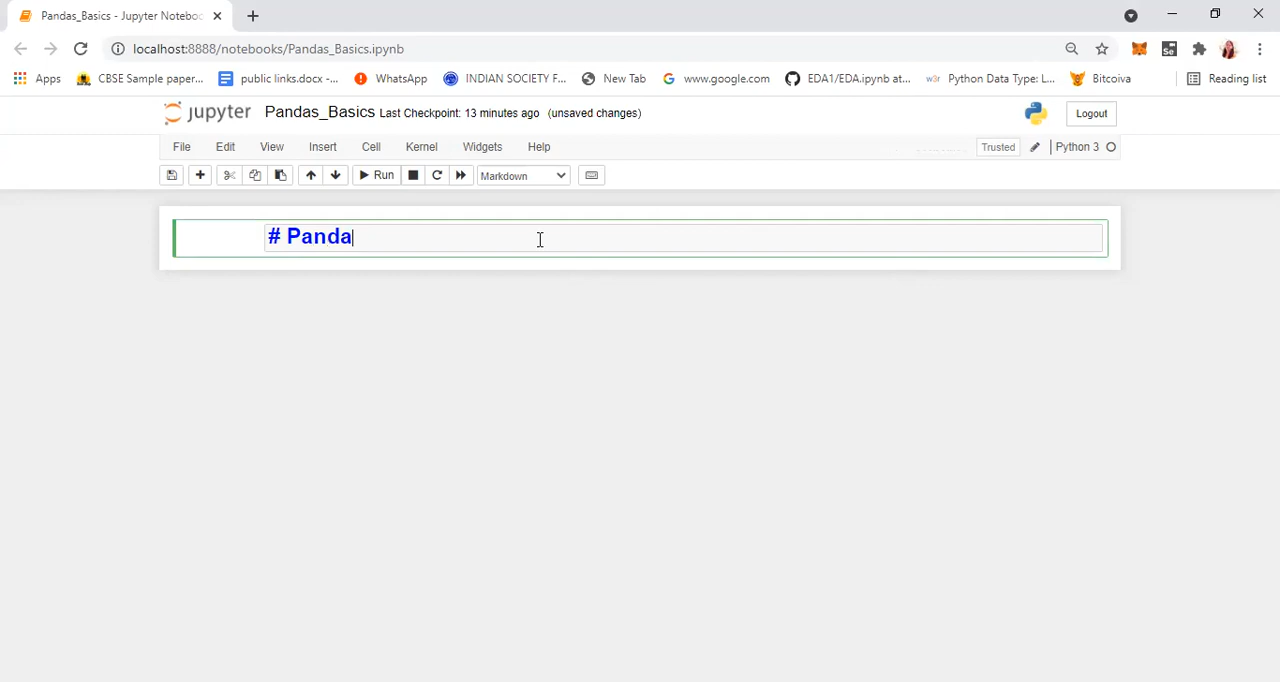 Pandas_Basics - Jupyter Noteboo
localhost:8888/notebooks/Pandas_Basics.ipynb
Apps CBSE Sample paper... public links.docx -... WhatsApp INDIAN SOCIETY F... New Tab G www.google.com EDA1/EDA.ipynb at... w3r Python Data Type: L... Bitcoiva Reading list
jupyter Pandas_Basics Last Checkpoint: 13 minutes ago (unsaved changes) Logout
File Edit View Insert Cell Kernel Widgets Help Trusted Python 3
Run Markdown
# Panda